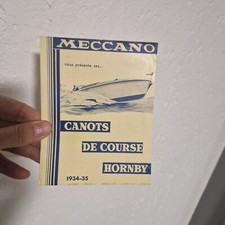 MECCANO
vous présente ses...
CANOTS
DE COURSE
HORNBY
1934-35